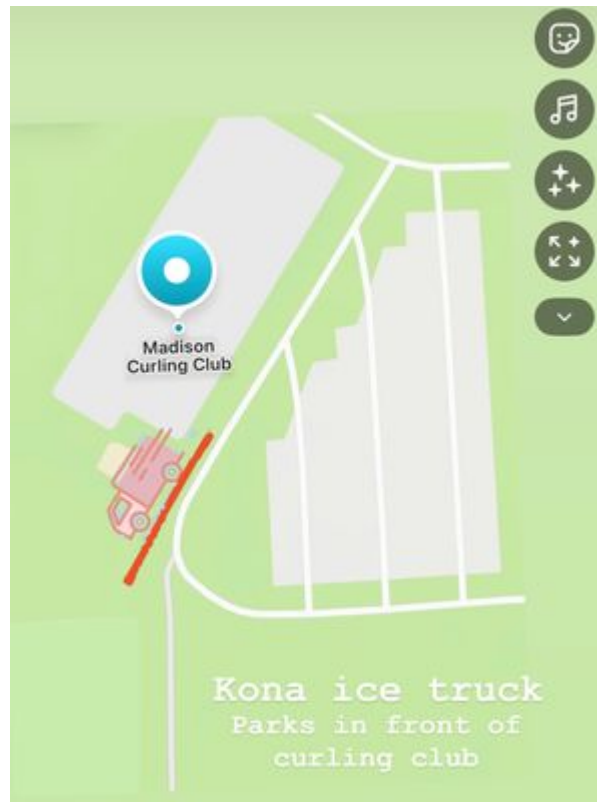 Madison
Curling Club
Kona ice truck
Parks in front of
curling club